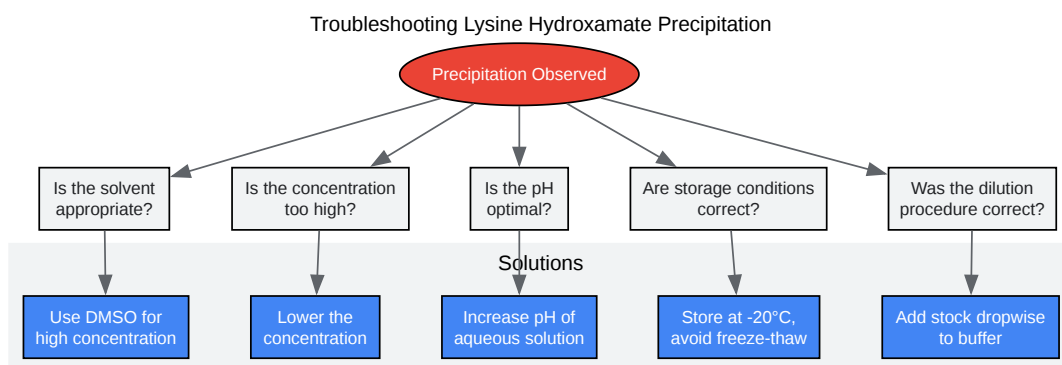 Troubleshooting Lysine Hydroxamate Precipitation
Precipitation Observed
Is the solvent
appropriate?
Is the concentration
too high?
Is the pH
optimal?
Are storage conditions
correct?
Was the dilution
procedure correct?
Solutions
Use DMSO for
high concentration
Lower the
concentration
Increase pH of
aqueous solution
Store at -20°C,
avoid freeze-thaw
Add stock dropwise
to buffer